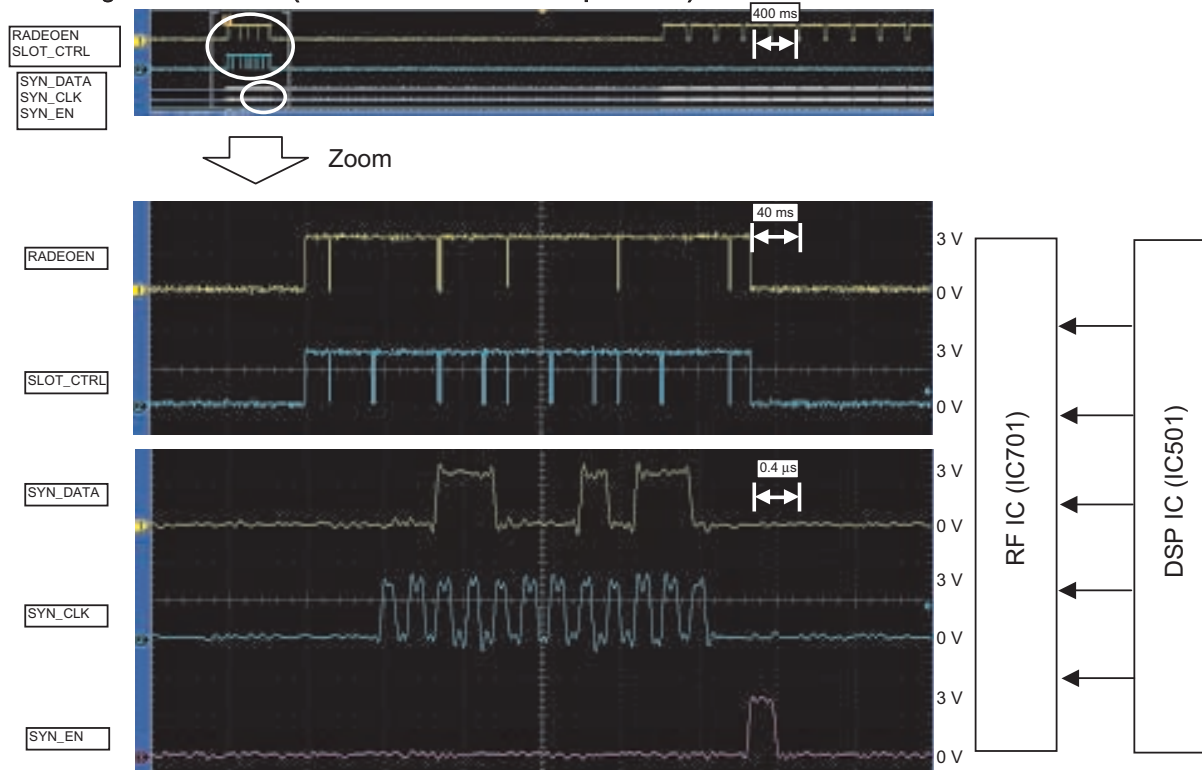 400 ms
RADEOEN
SLOT_CTRL
SYN_DATA
SYN_CLK
SYN_EN
Zoom
40 ms
RADEOEN
3 V
0 V
SLOT_CTRL
3 V
0 V
SYN_DATA
0.4 µs
3 V
0 V
SYN_CLK
3 V
0 V
SYN_EN
3 V
0 V
RF IC (IC701)
DSP IC (IC501)